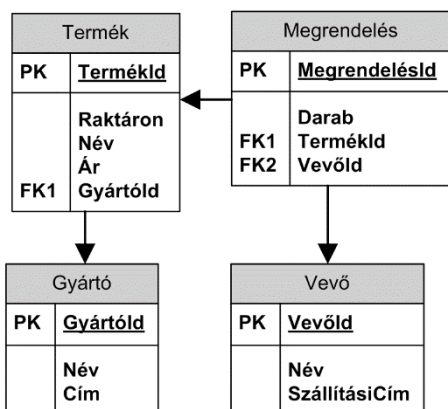 Termék
PK TermékId
Raktáron
Név
Ár
FK1 GyártóId
Megrendelés
PK MegrendelésId
Darab
FK1 TermékId
FK2 VevőId
Gyártó
PK GyártóId
Név
Cím
Vevő
PK VevőId
Név
SzállításiCím